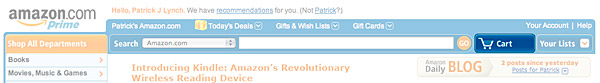 amazon.com
Prime
Hello, Patrick J Lynch. We have recommendations for you. (Not Patrick?)
Patrick's Amazon.com Today's Deals Gifts & Wish Lists Gift Cards Your Account | Help
Shop All Departments
Search Amazon.com GO Cart Your Lists
Books
Movies, Music & Games
Introducing Kindle: Amazon's Revolutionary
Wireless Reading Device
Amazon
Daily BLOG
2 posts since yesterday
Posts for Patrick